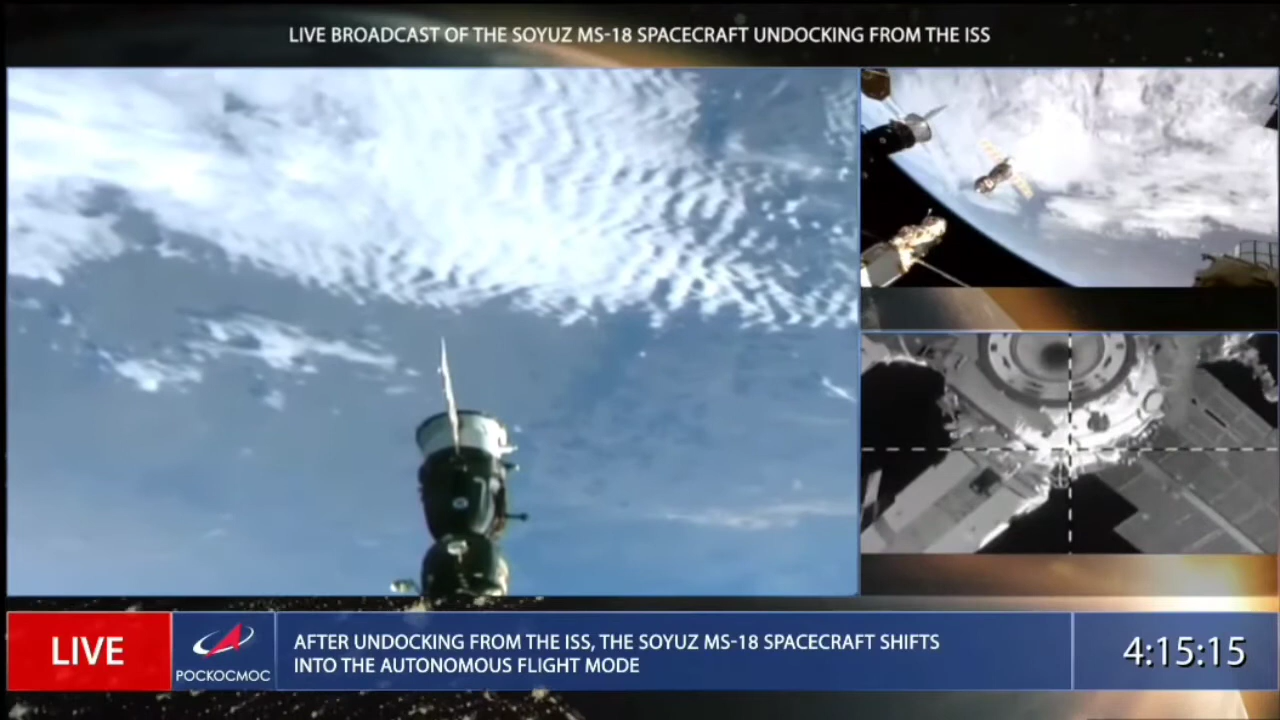 LIVE BROADCAST OF THE SOYUZ MS-18 SPACECRAFT UNDOCKING FROM THE ISS
LIVE
РОСКОСМОС
AFTER UNDOCKING FROM THE ISS, THE SOYUZ MS-18 SPACECRAFT SHIFTS
INTO THE AUTONOMOUS FLIGHT MODE
4:15:15